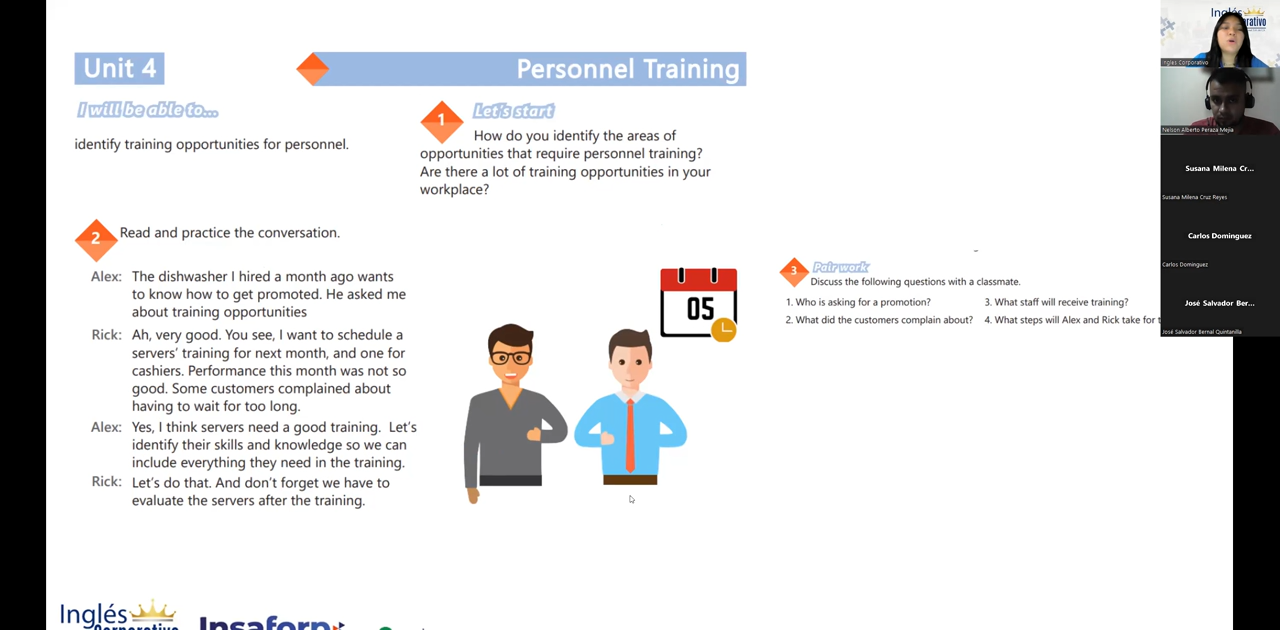 Unit 4
Personnel Training
I will be able to...
identify training opportunities for personnel.
1
Let's start
How do you identify the areas of
opportunities that require personnel training?
Are there a lot of training opportunities in your
workplace?
2
Read and practice the conversation.
Alex: The dishwasher I hired a month ago wants
to know how to get promoted. He asked me
about training opportunities
Rick: Ah, very good. You see, I want to schedule a
servers' training for next month, and one for
cashiers. Performance this month was not so
good. Some customers complained about
having to wait for too long.
Alex: Yes, I think servers need a good training. Let's
identify their skills and knowledge so we can
include everything they need in the training.
Rick: Let's do that. And don't forget we have to
evaluate the servers after the training.
05
3
Pair work
Discuss the following questions with a classmate.
1. Who is asking for a promotion?
2. What did the customers complain about?
3. What staff will receive training?
4. What steps will Alex and Rick take for t
Inglés
Corporativo
Insaforp
Inglés Corporativo
Nelson Alberto Peraza Mejia
Susana Milena Cr...
Susana Milena Cruz Reyes
Carlos Dominguez
Carlos Dominguez
José Salvador Ber...
José Salvador Bernal Quintanilla